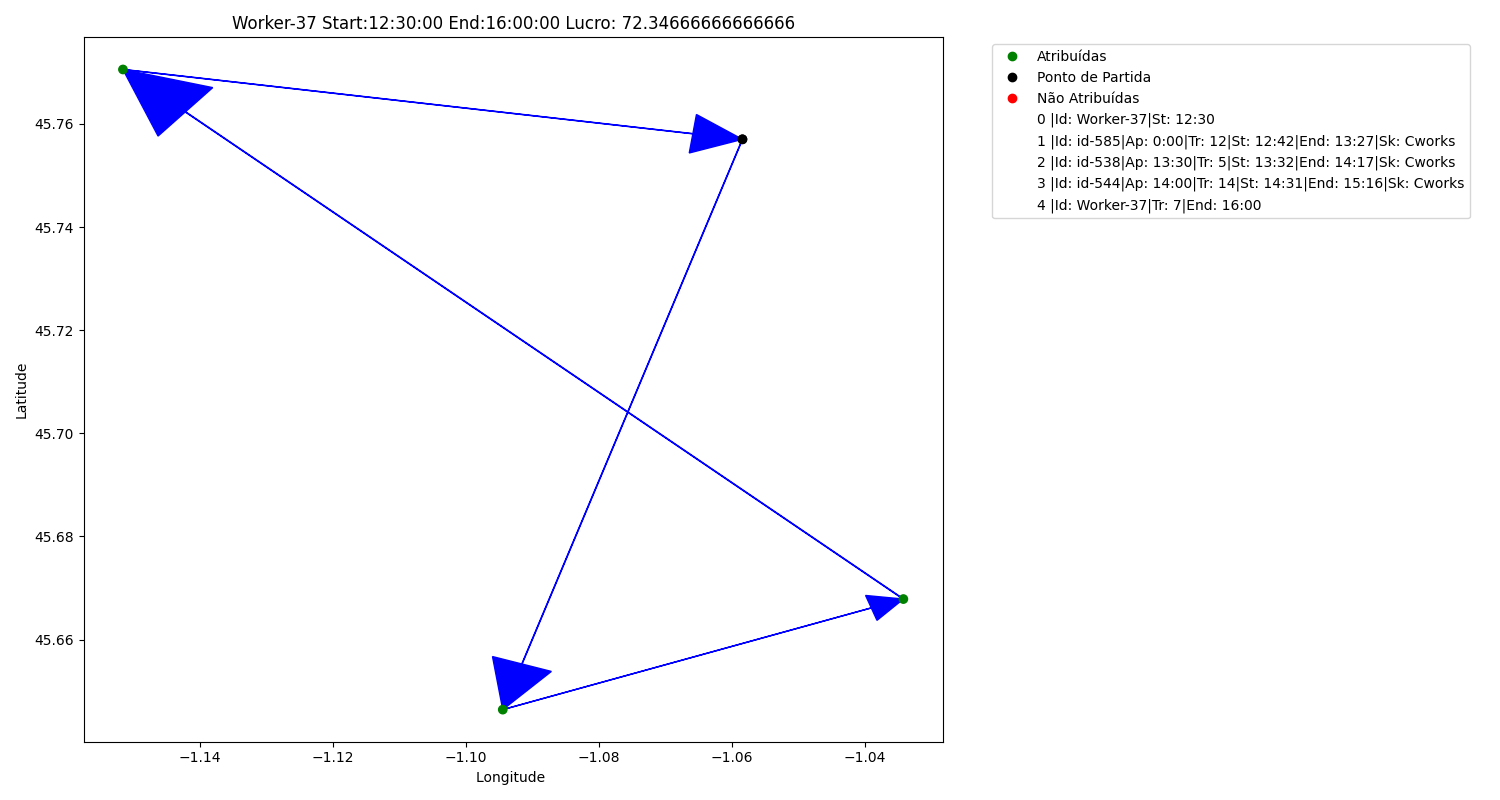 Worker-37 Start:12:30:00 End:16:00:00 Lucro: 72.34666666666666
Atribuídas
Ponto de Partida
Não Atribuídas
0 |Id: Worker-37|St: 12:30
1 |Id: id-585|Ap: 0:00|Tr: 12|St: 12:42|End: 13:27|Sk: Cworks
2 |Id: id-538|Ap: 13:30|Tr: 5|St: 13:32|End: 14:17|Sk: Cworks
3 |Id: id-544|Ap: 14:00|Tr: 14|St: 14:31|End: 15:16|Sk: Cworks
4 |Id: Worker-37|Tr: 7|End: 16:00
45.76
45.74
45.72
45.70
45.68
45.66
Latitude
−1.14 −1.12 −1.10 −1.08 −1.06 −1.04
Longitude